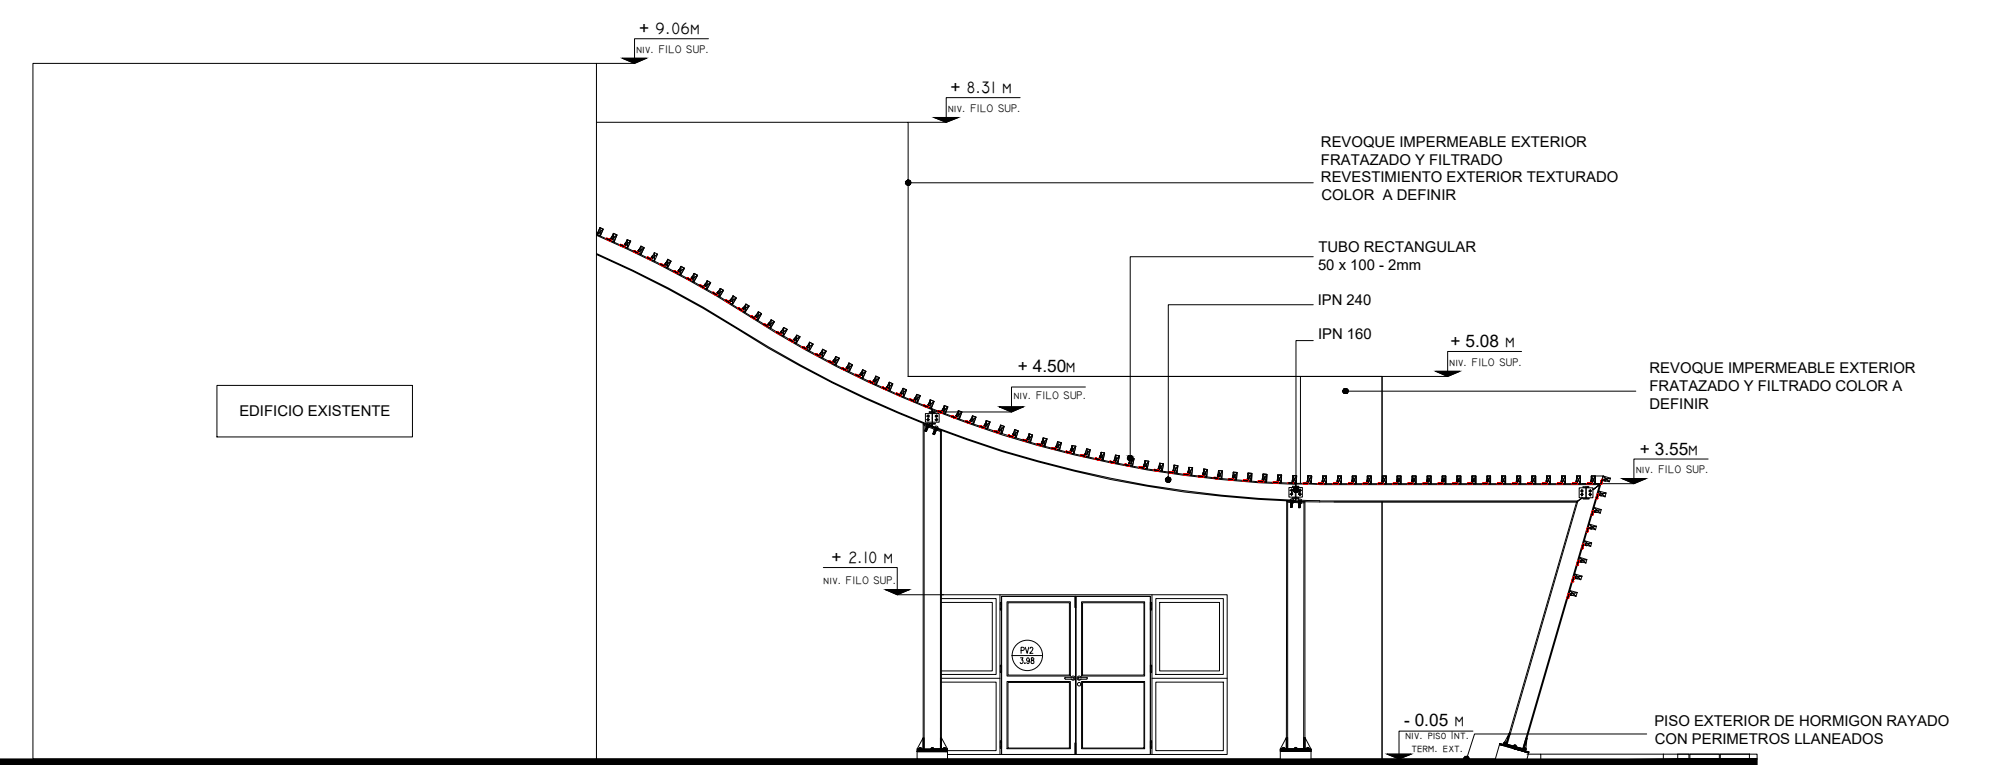 + 9.06M
NIV. FILO SUP.
+ 8.31 M
NIV. FILO SUP.
REVOQUE IMPERMEABLE EXTERIOR
FRATAZADO Y FILTRADO
REVESTIMIENTO EXTERIOR TEXTURADO
COLOR A DEFINIR
TUBO RECTANGULAR
50 x 100 - 2mm
IPN 240
IPN 160
+ 5.08 M
NIV. FILO SUP.
+ 4.50M
NIV. FILO SUP.
REVOQUE IMPERMEABLE EXTERIOR
FRATAZADO Y FILTRADO COLOR A
DEFINIR
EDIFICIO EXISTENTE
+ 3.55M
NIV. FILO SUP.
+ 2.10 M
NIV. FILO SUP.
PV2
3.98
- 0.05 M
NIV. PISO INT.
TERM. EXT.
PISO EXTERIOR DE HORMIGON RAYADO
CON PERIMETROS LLANEADOS